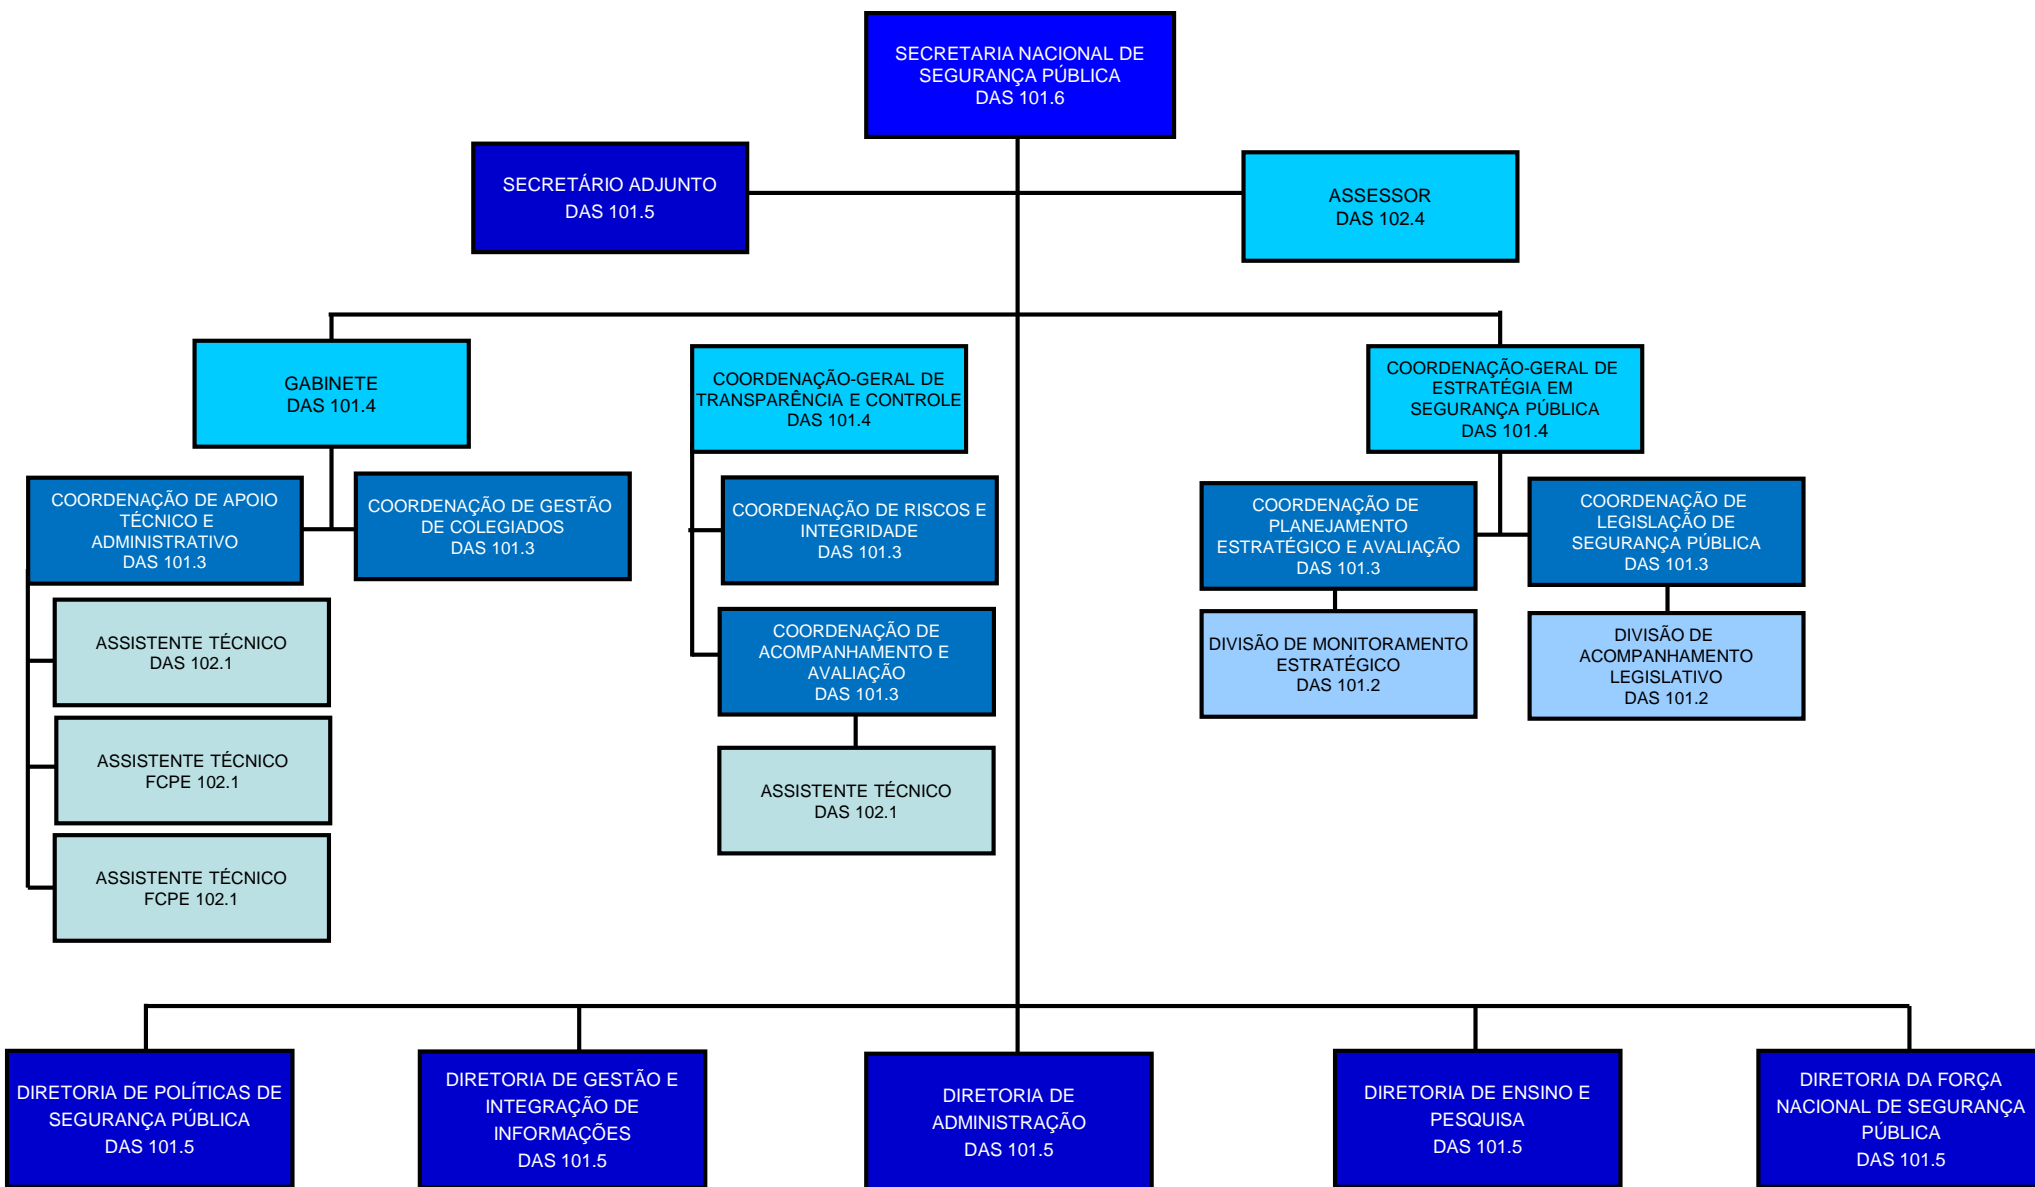 SECRETARIA NACIONAL DE
SEGURANÇA PÚBLICA
DAS 101.6
SECRETÁRIO ADJUNTO
DAS 101.5
ASSESSOR
DAS 102.4
GABINETE
DAS 101.4
COORDENAÇÃO-GERAL DE
TRANSPARÊNCIA E CONTROLE
DAS 101.4
COORDENAÇÃO-GERAL DE
ESTRATÉGIA EM
SEGURANÇA PÚBLICA
DAS 101.4
COORDENAÇÃO DE APOIO
TÉCNICO E
ADMINISTRATIVO
DAS 101.3
COORDENAÇÃO DE GESTÃO
DE COLEGIADOS
DAS 101.3
COORDENAÇÃO DE RISCOS E
INTEGRIDADE
DAS 101.3
COORDENAÇÃO DE
PLANEJAMENTO
ESTRATÉGICO E AVALIAÇÃO
DAS 101.3
COORDENAÇÃO DE
LEGISLAÇÃO DE
SEGURANÇA PÚBLICA
DAS 101.3
ASSISTENTE TÉCNICO
DAS 102.1
COORDENAÇÃO DE
ACOMPANHAMENTO E
AVALIAÇÃO
DAS 101.3
DIVISÃO DE MONITORAMENTO
ESTRATÉGICO
DAS 101.2
DIVISÃO DE
ACOMPANHAMENTO
LEGISLATIVO
DAS 101.2
ASSISTENTE TÉCNICO
FCPE 102.1
ASSISTENTE TÉCNICO
DAS 102.1
ASSISTENTE TÉCNICO
FCPE 102.1
DIRETORIA DE POLÍTICAS DE
SEGURANÇA PÚBLICA
DAS 101.5
DIRETORIA DE GESTÃO E
INTEGRAÇÃO DE
INFORMAÇÕES
DAS 101.5
DIRETORIA DE
ADMINISTRAÇÃO
DAS 101.5
DIRETORIA DE ENSINO E
PESQUISA
DAS 101.5
DIRETORIA DA FORÇA
NACIONAL DE SEGURANÇA
PÚBLICA
DAS 101.5